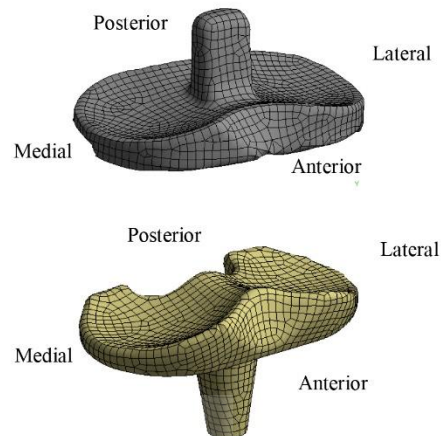 Posterior
Lateral
Medial
Anterior
Posterior
Lateral
Medial
Anterior